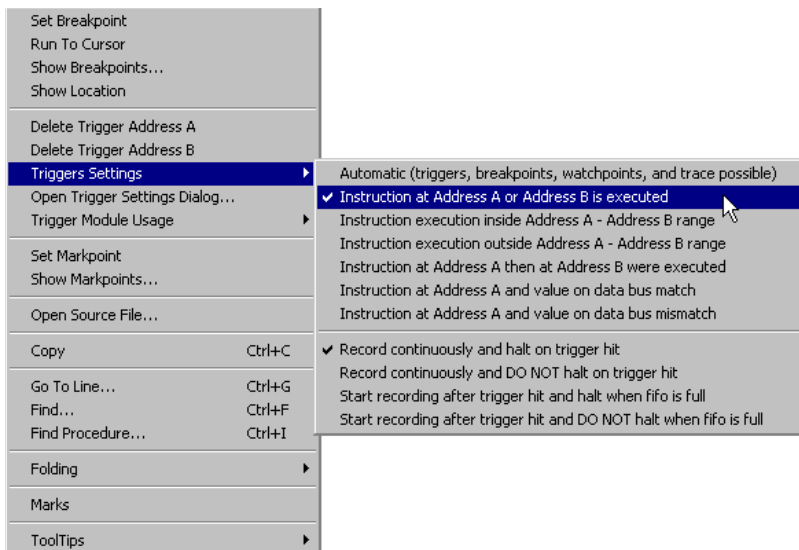 Set Breakpoint
Run To Cursor
Show Breakpoints...
Show Location
Delete Trigger Address A
Delete Trigger Address B
Triggers Settings
Open Trigger Settings Dialog...
Trigger Module Usage
Set Markpoint
Show Markpoints...
Open Source File...
Copy Ctrl+C
Go To Line... Ctrl+G
Find... Ctrl+F
Find Procedure... Ctrl+I
Folding
Marks
ToolTips
Automatic (triggers, breakpoints, watchpoints, and trace possible)
Instruction at Address A or Address B is executed
Instruction execution inside Address A - Address B range
Instruction execution outside Address A - Address B range
Instruction at Address A then at Address B were executed
Instruction at Address A and value on data bus match
Instruction at Address A and value on data bus mismatch
Record continuously and halt on trigger hit
Record continuously and DO NOT halt on trigger hit
Start recording after trigger hit and halt when fifo is full
Start recording after trigger hit and DO NOT halt when fifo is full